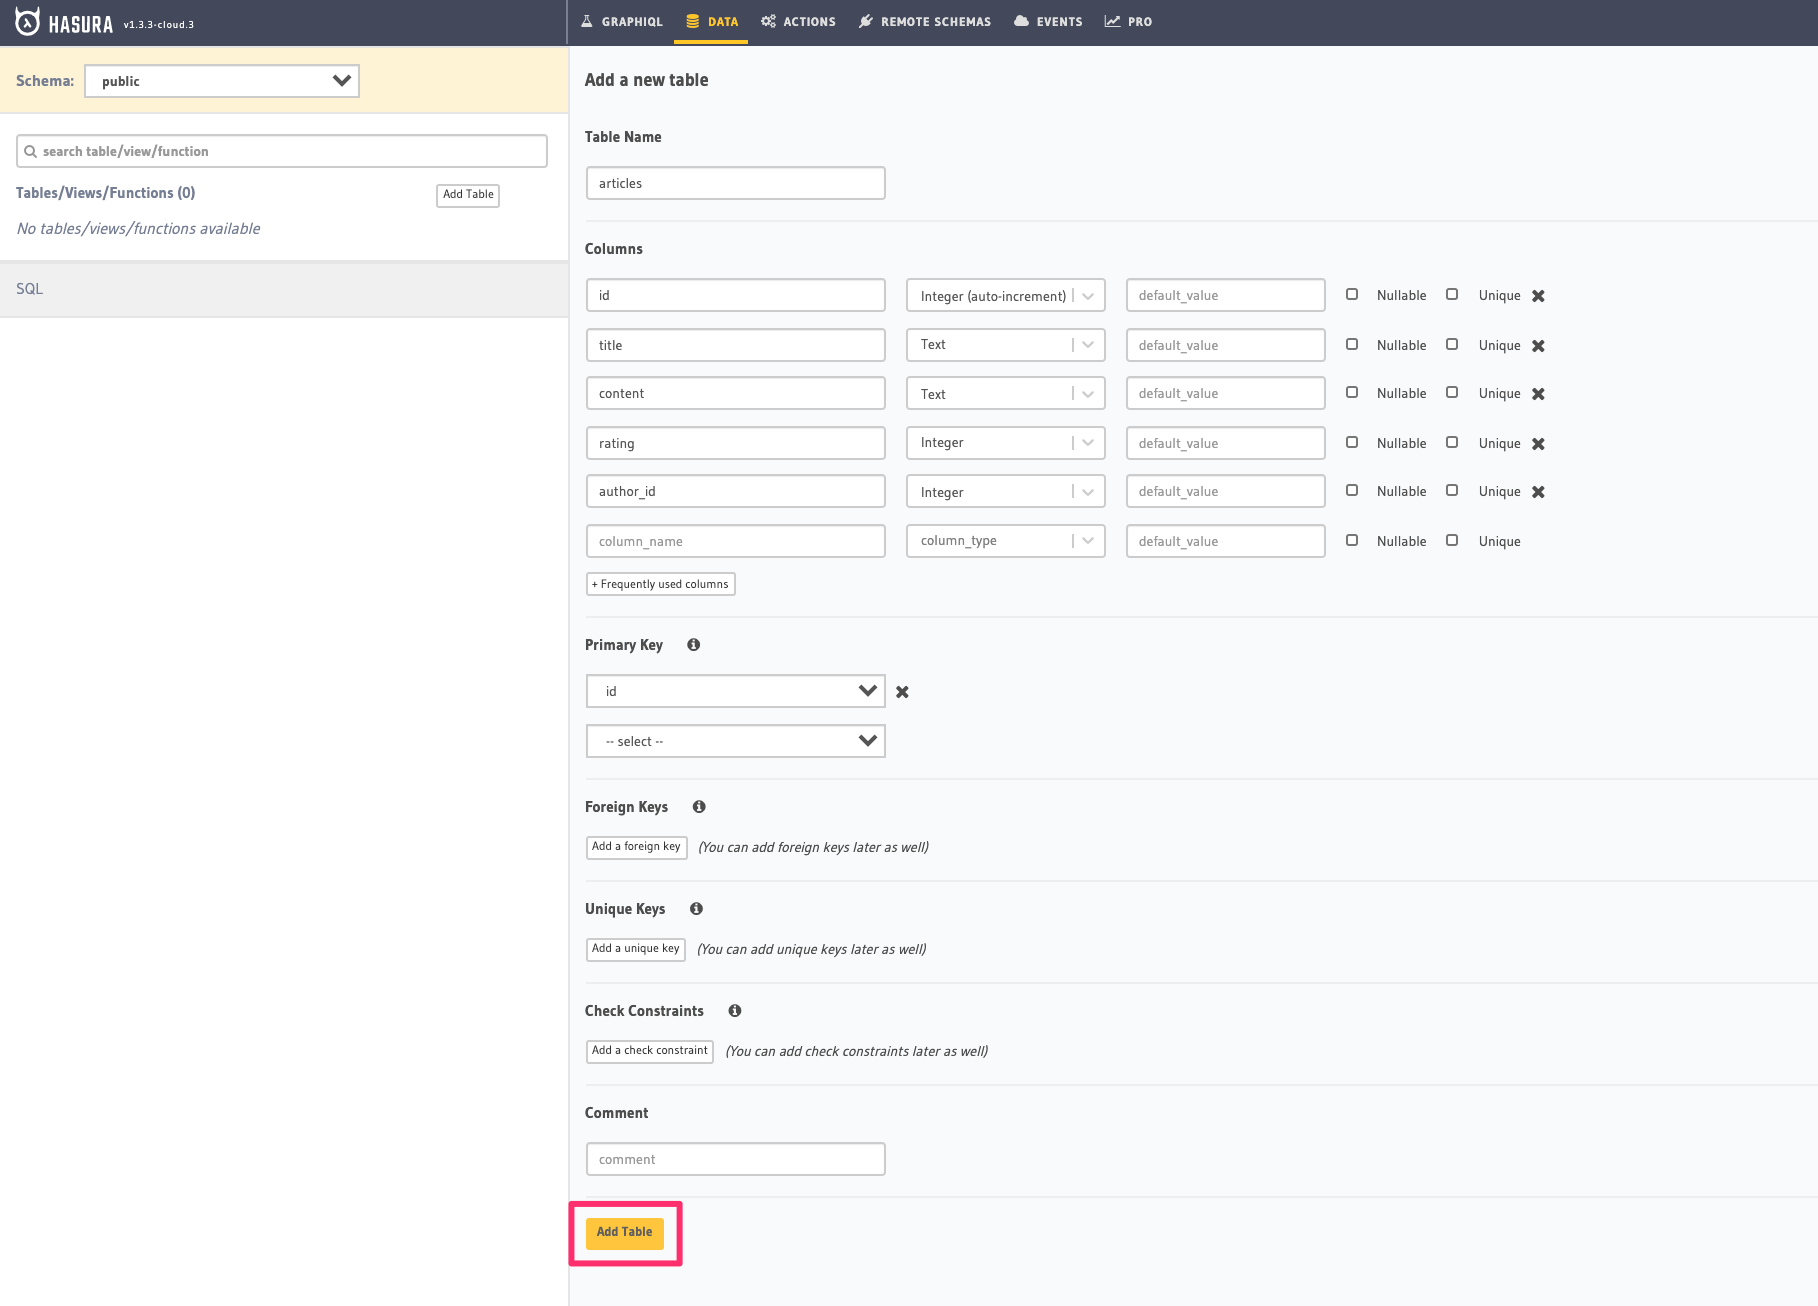 HASURA v1.3.3-cloud.3
GRAPHIQL DATA ACTIONS REMOTE SCHEMAS EVENTS PRO
Schema: public
search table/view/function
Tables/Views/Functions (0) Add Table
No tables/views/functions available
SQL
Add a new table
Table Name
articles
Columns
id Integer (auto-increment) default_value Nullable Unique
title Text default_value Nullable Unique
content Text default_value Nullable Unique
rating Integer default_value Nullable Unique
author_id Integer default_value Nullable Unique
column_name column_type default_value Nullable Unique
+ Frequently used columns
Primary Key
id
-- select --
Foreign Keys
Add a foreign key (You can add foreign keys later as well)
Unique Keys
Add a unique key (You can add unique keys later as well)
Check Constraints
Add a check constraint (You can add check constraints later as well)
Comment
comment
Add Table